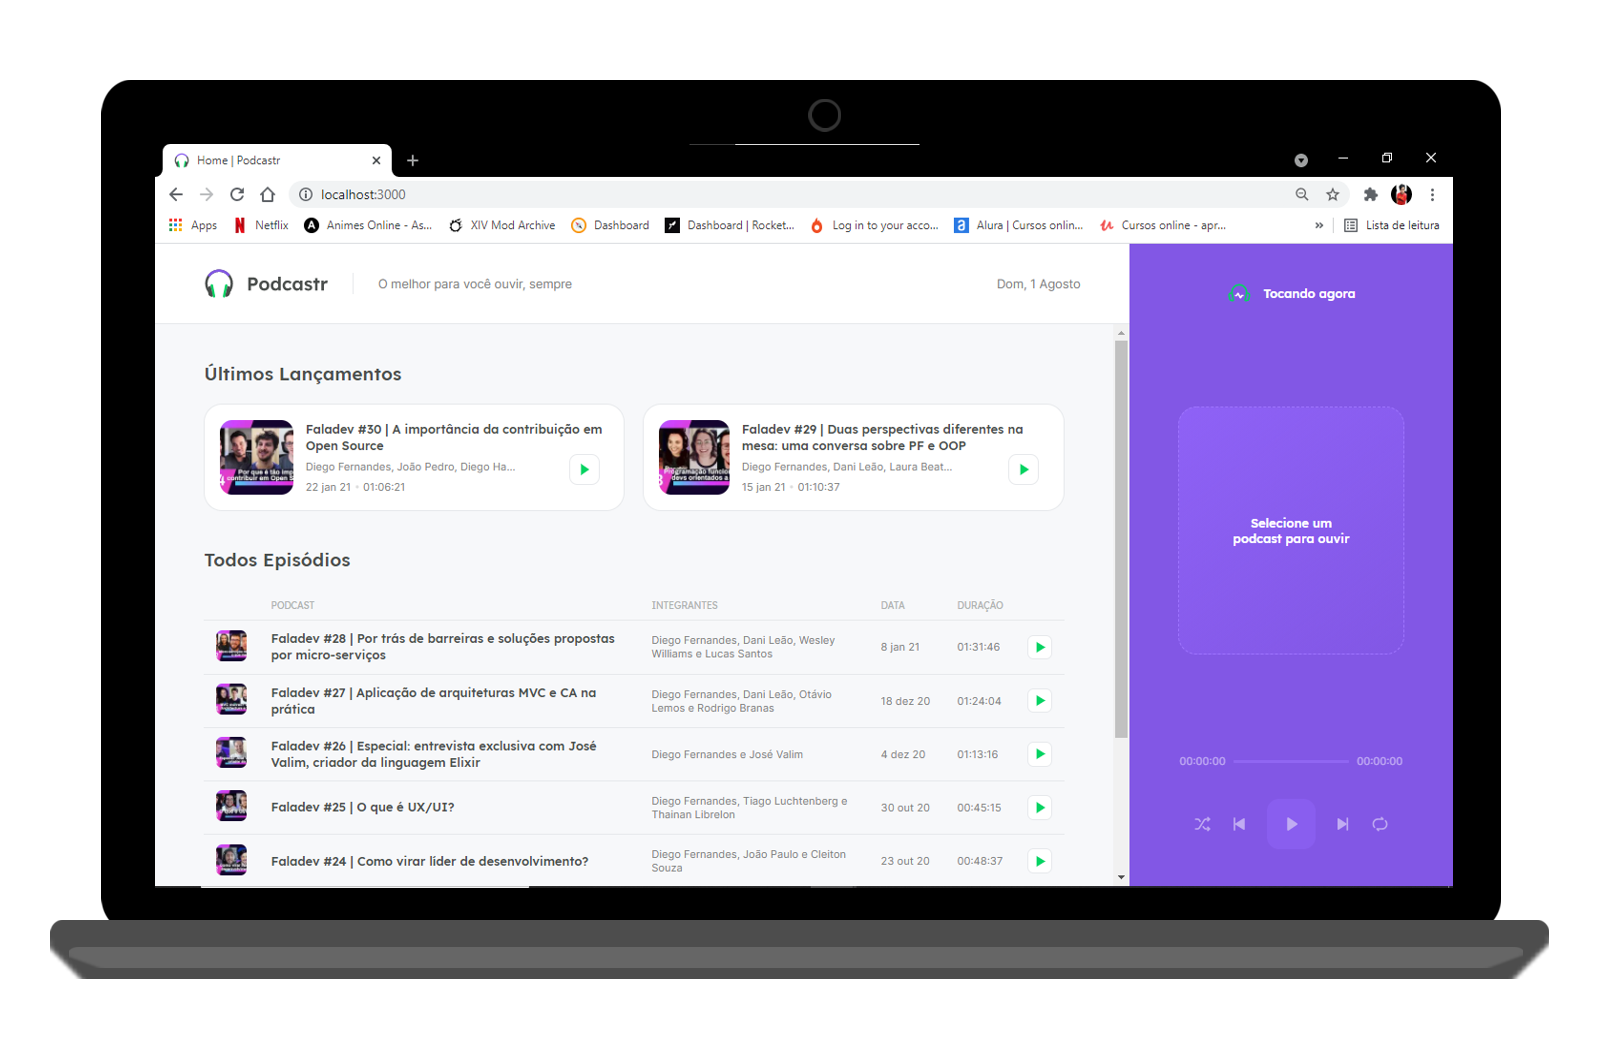 Home | Podcastr
localhost:3000
Apps Netflix Animes Online - As... XIV Mod Archive Dashboard Dashboard | Rocket... Log in to your acco... Alura | Cursos onlin... Cursos online - apr... » Lista de leitura
Podcastr O melhor para você ouvir, sempre Dom, 1 Agosto
Tocando agora
Últimos Lançamentos
Faladev #30 | A importância da contribuição em
Open Source
Diego Fernandes, João Pedro, Diego Ha...
22 jan 21 • 01:06:21
Faladev #29 | Duas perspectivas diferentes na
mesa: uma conversa sobre PF e OOP
Diego Fernandes, Dani Leão, Laura Beat...
15 jan 21 • 01:10:37
Selecione um
podcast para ouvir
Todos Episódios
PODCAST INTEGRANTES DATA DURAÇÃO
Faladev #28 | Por trás de barreiras e soluções propostas
por micro-serviços
Diego Fernandes, Dani Leão, Wesley
Williams e Lucas Santos
8 jan 21 01:31:46
Faladev #27 | Aplicação de arquiteturas MVC e CA na
prática
Diego Fernandes, Dani Leão, Otávio
Lemos e Rodrigo Branas
18 dez 20 01:24:04
Faladev #26 | Especial: entrevista exclusiva com José
Valim, criador da linguagem Elixir
Diego Fernandes e José Valim
4 dez 20 01:13:16
Faladev #25 | O que é UX/UI?
Diego Fernandes, Tiago Luchtenberg e
Thainan Librelon
30 out 20 00:45:15
Faladev #24 | Como virar líder de desenvolvimento?
Diego Fernandes, João Paulo e Cleiton
Souza
23 out 20 00:48:37
00:00:00 00:00:00